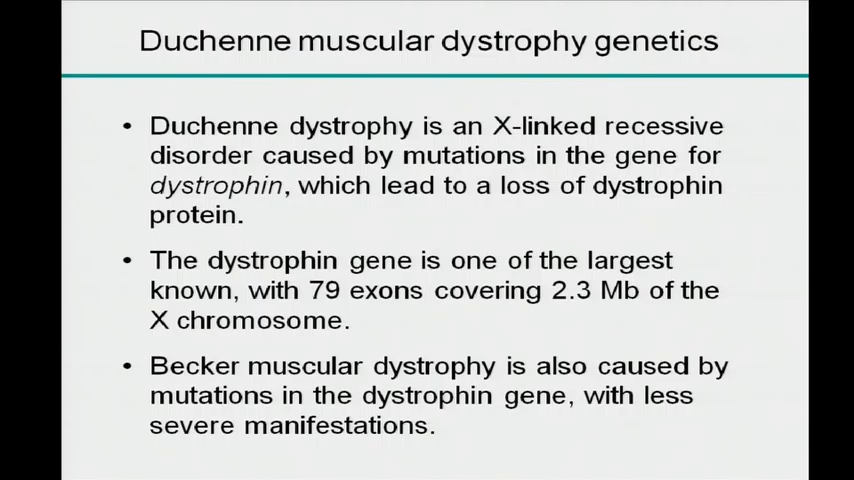 Duchenne muscular dystrophy genetics
• Duchenne dystrophy is an X-linked recessive
disorder caused by mutations in the gene for
dystrophin, which lead to a loss of dystrophin
protein.
• The dystrophin gene is one of the largest
known, with 79 exons covering 2.3 Mb of the
X chromosome.
• Becker muscular dystrophy is also caused by
mutations in the dystrophin gene, with less
severe manifestations.